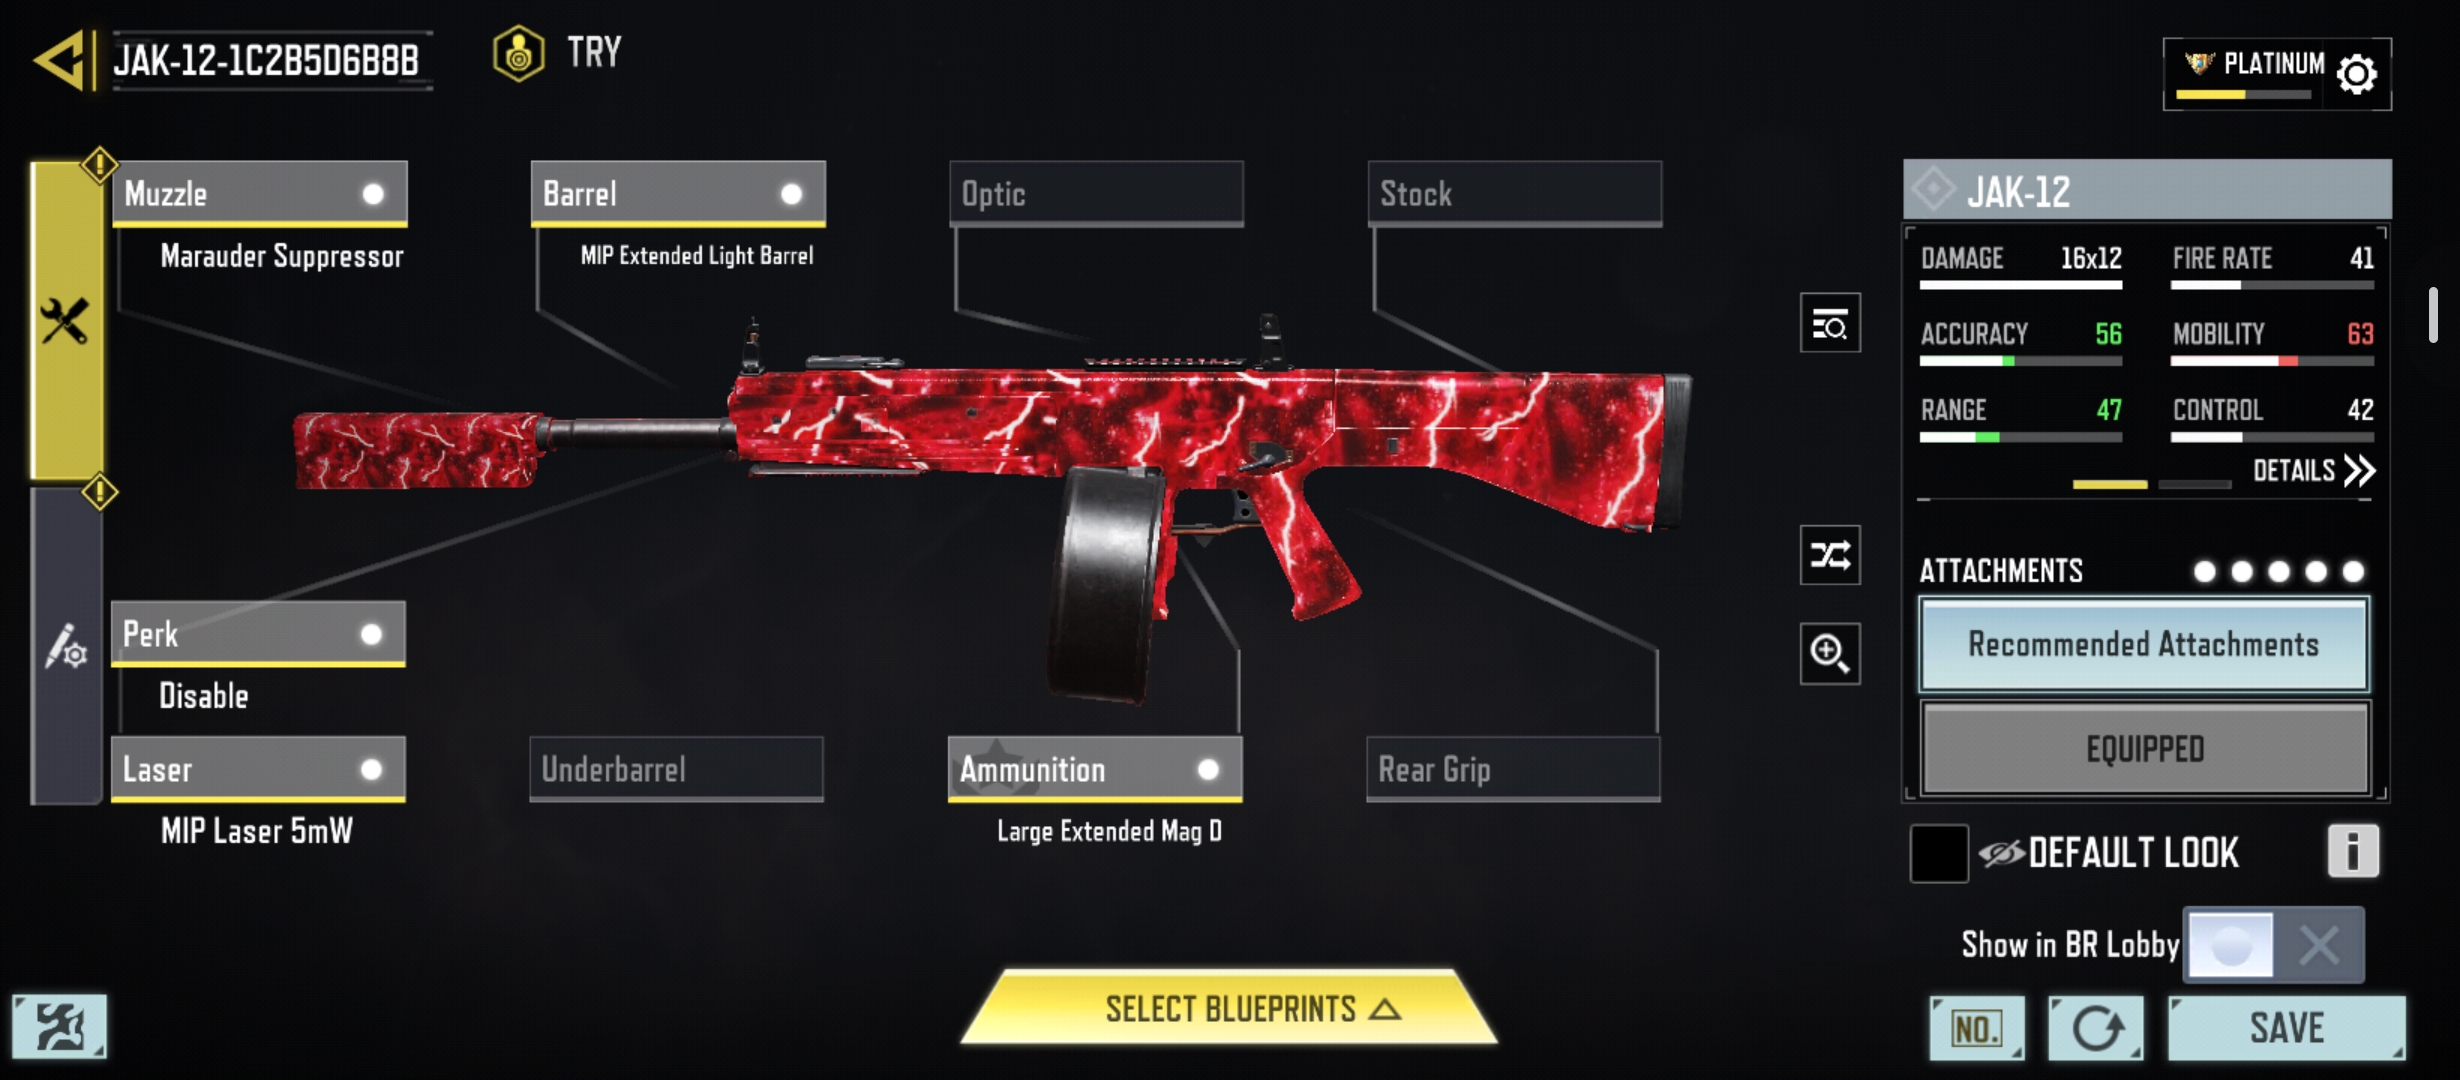 JAK-12-1C2B5D6B8B
TRY
PLATINUM
Muzzle
Marauder Suppressor
Barrel
MIP Extended Light Barrel
Optic
Stock
JAK-12
DAMAGE 16x12
FIRE RATE 41
ACCURACY 56
MOBILITY 63
RANGE 47
CONTROL 42
DETAILS
ATTACHMENTS
Recommended Attachments
EQUIPPED
Perk
Disable
Laser
MIP Laser 5mW
Underbarrel
Ammunition
Large Extended Mag D
Rear Grip
DEFAULT LOOK
i
Show in BR Lobby
SELECT BLUEPRINTS
NO.
SAVE